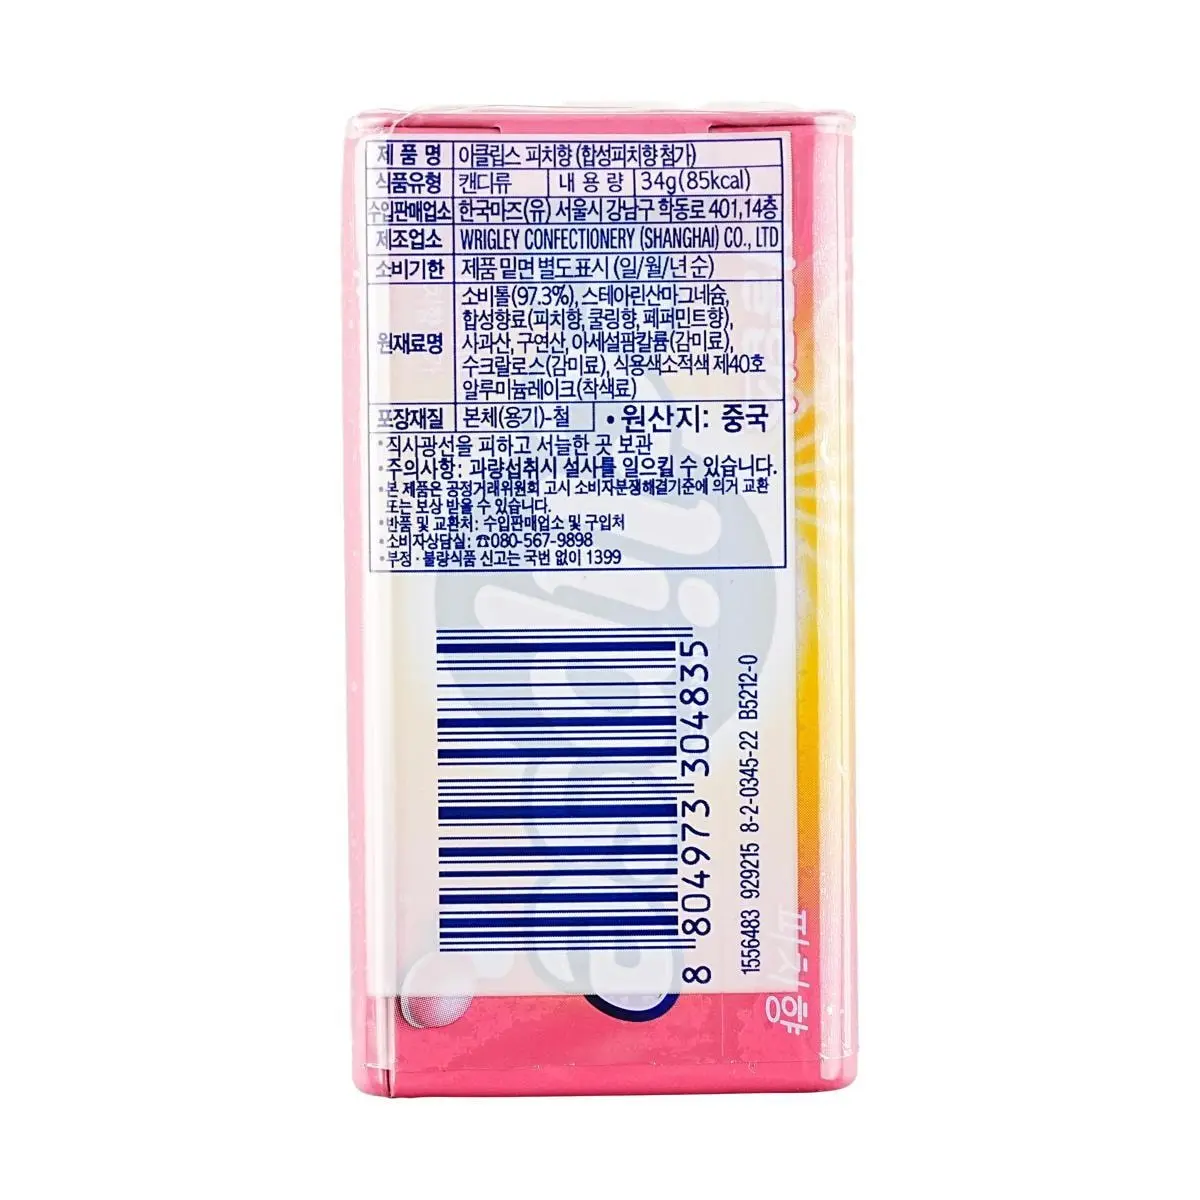 제 품 명 아클립스 피치향 (합성피치향 첨가)
식품유형 캔디류 내 용 량 34g(85kcal)
수입판매업소 한국마즈(유) 서울시 강남구 학동로 401,14층
제조업소 WRIGLEY CONFECTIONERY (SHANGHAI) CO., LTD
소비기한 제품 밑면 별도표시 (일/월/년 순)
원재료명 소비톨(97.3%), 스테아린산마그네슘,
합성향료(피치향, 쿨링향, 페퍼민트향),
사과산, 구연산, 아세설팜칼륨(감미료),
수크랄로스(감미료), 식용색소적색 제40호
알루미늄레이크(착색료)
포장재질 본체(용기)-철 •원산지: 중국
•직사광선을 피하고 서늘한 곳 보관
•주의사항: 과량섭취시 설사를 일으킬 수 있습니다.
•본 제품은 공정거래위원회 고시 소비자분쟁해결기준에 의거 교환
또는 보상 받을 수 있습니다.
•반품 및 교환처: 수입판매업소 및 구입처
•소비자상담실: ☎080-567-9898
•부정·불량식품 신고는 국번 없이 1399
8 804973 304835
1556483 929215 8-2-0345-22 B5212-0
피치향